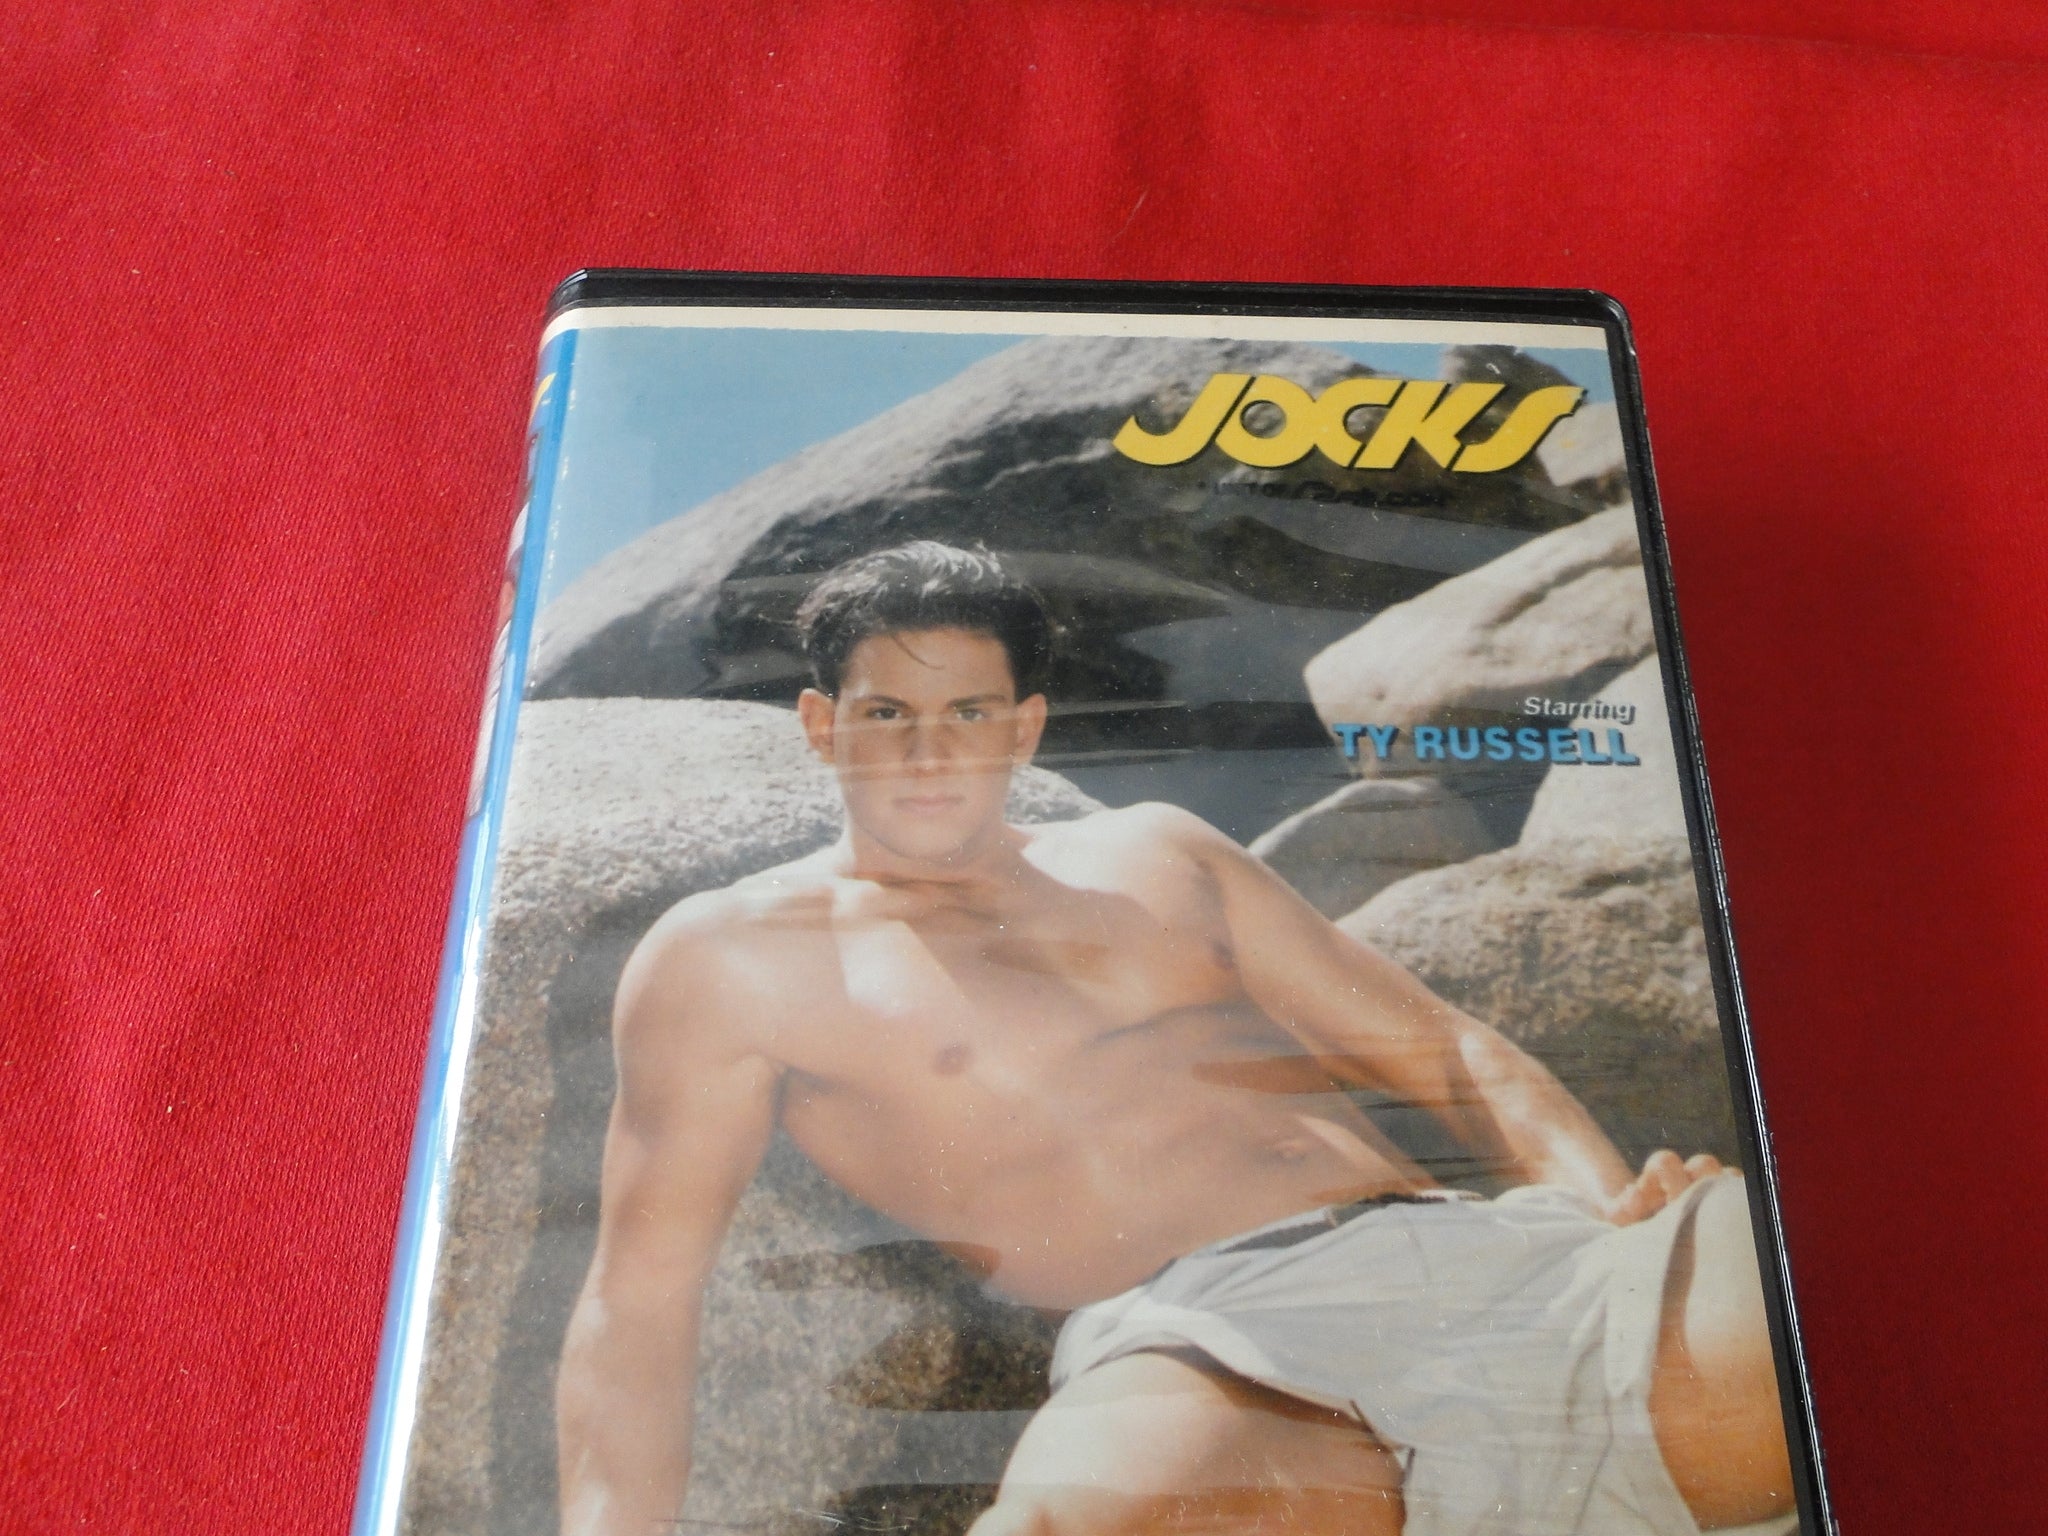 JOCKS
Starring
TY RUSSELL